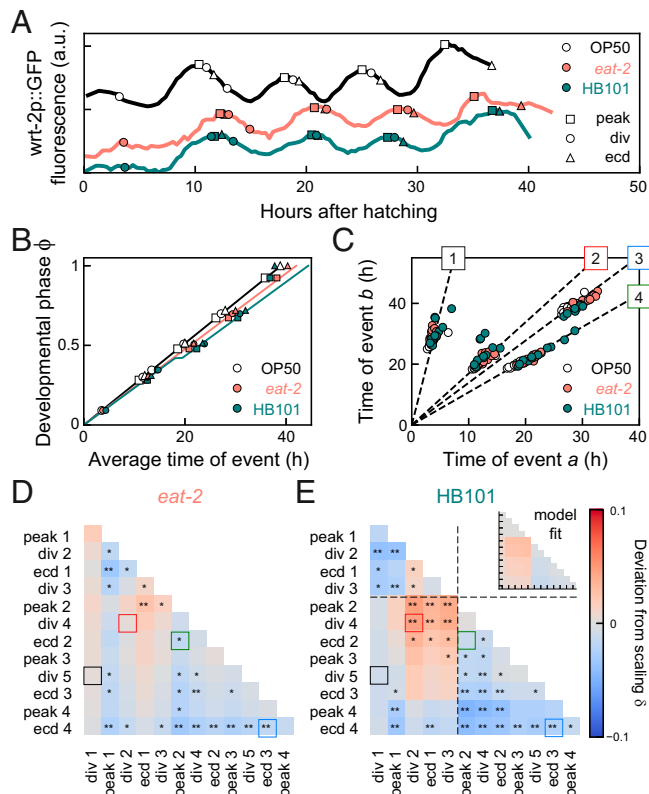 A
wrt-2p::GFP
fluorescence (a.u.)
OP50
eat-2
HB101
peak
div
ecd
0 10 20 30 40 50
Hours after hatching
B
Developmental phase ϕ
1
0.5
0
0 20 40
Average time of event (h)
OP50
eat-2
HB101
C
Time of event b (h)
40
20
0
0 10 20 30 40
Time of event a (h)
1
2
3
4
OP50
eat-2
HB101
D
eat-2
peak 1
div 2 *
ecd 1 ** *
div 3 * *
peak 2 ** *
div 4
ecd 2 *
peak 3 *
div 5 * * *
ecd 3 * * ** *
peak 4 * *
ecd 4 ** * ** ** ** ** ** **
div 1 peak 1 div 2 ecd 1 div 3 peak 2 div 4 ecd 2 peak 3 div 5 ecd 3 peak 4
E
HB101
model
fit
peak 1
div 2 ** **
ecd 1 * *
div 3 * ** *
peak 2 ** ** **
div 4 ** ** **
ecd 2 * * * *
peak 3 * * *
div 5 * ** *
ecd 3 * ** ** ** *
peak 4 ** ** ** ** **
ecd 4 ** ** ** ** ** * ** ** *
div 1 peak 1 div 2 ecd 1 div 3 peak 2 div 4 ecd 2 peak 3 div 5 ecd 3 peak 4
0.1
0
−0.1
Deviation from scaling δ